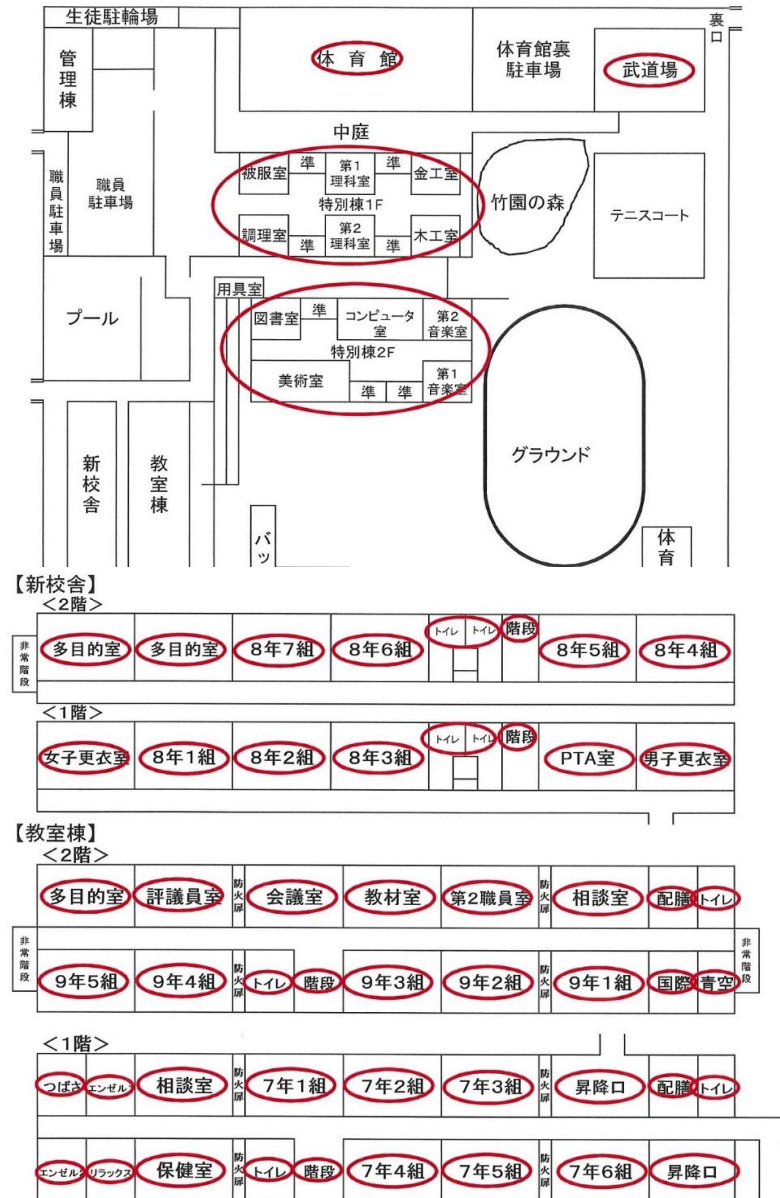 生徒駐輪場
管理棟
体育館
体育館裏
駐車場
武道場
裏口
中庭
職員駐車場
職員
駐車場
被服室
準
第1
理科室
準
金工室
特別棟1F
調理室
準
第2
理科室
準
木工室
竹園の森
テニスコート
プール
用具室
図書室
準
コンピュータ
室
第2
音楽室
特別棟2F
美術室
準
準
第1
音楽室
グラウンド
新校舎
教室棟
バッ
体育
【新校舎】
<2階>
非常階段
多目的室 多目的室 8年7組 8年6組 トイレ トイレ 階段 8年5組 8年4組
<1階>
女子更衣室 8年1組 8年2組 8年3組 トイレ トイレ 階段 PTA室 男子更衣室
【教室棟】
<2階>
多目的室 評議員室 防火扉 会議室 教材室 第2職員室 防火扉 相談室 配膳 トイレ
非常階段
非常階段
9年5組 9年4組 防火扉 トイレ 階段 9年3組 9年2組 防火扉 9年1組 国際 青空
<1階>
つばさ エンゼル 相談室 防火扉 7年1組 7年2組 7年3組 防火扉 昇降口 配膳 トイレ
エンゼル リラックス 保健室 防火扉 トイレ 階段 7年4組 7年5組 防火扉 7年6組 昇降口